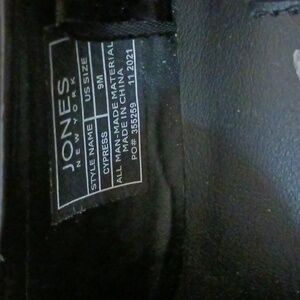 JONES
NEW YORK
STYLE NAME US SIZE
CYPRESS 9M
ALL MAN-MADE MATERIAL
MADE IN CHINA
PO# 355259 11 2021